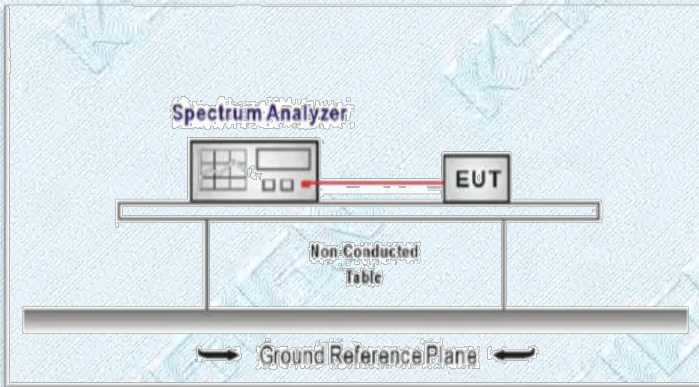 Spectrum Analyzer
EUT
Non-Conducted
Table
Ground Reference Plane